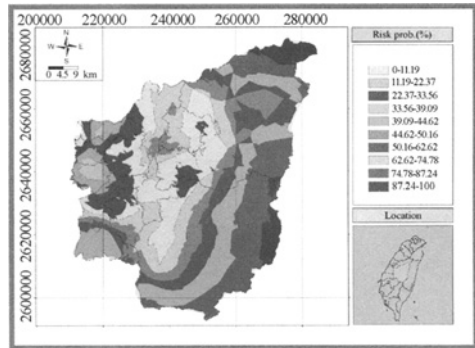 200000 220000 240000 260000 280000
2680000
2660000
2640000
2620000
2600000
N
W E
S
0 4.5 9 km
Risk prob.(%)
0-11.19
11.19-22.37
22.37-33.56
33.56-39.09
39.09-44.62
44.62-50.16
50.16-62.62
62.62-74.78
74.78-87.24
87.24-100
Location